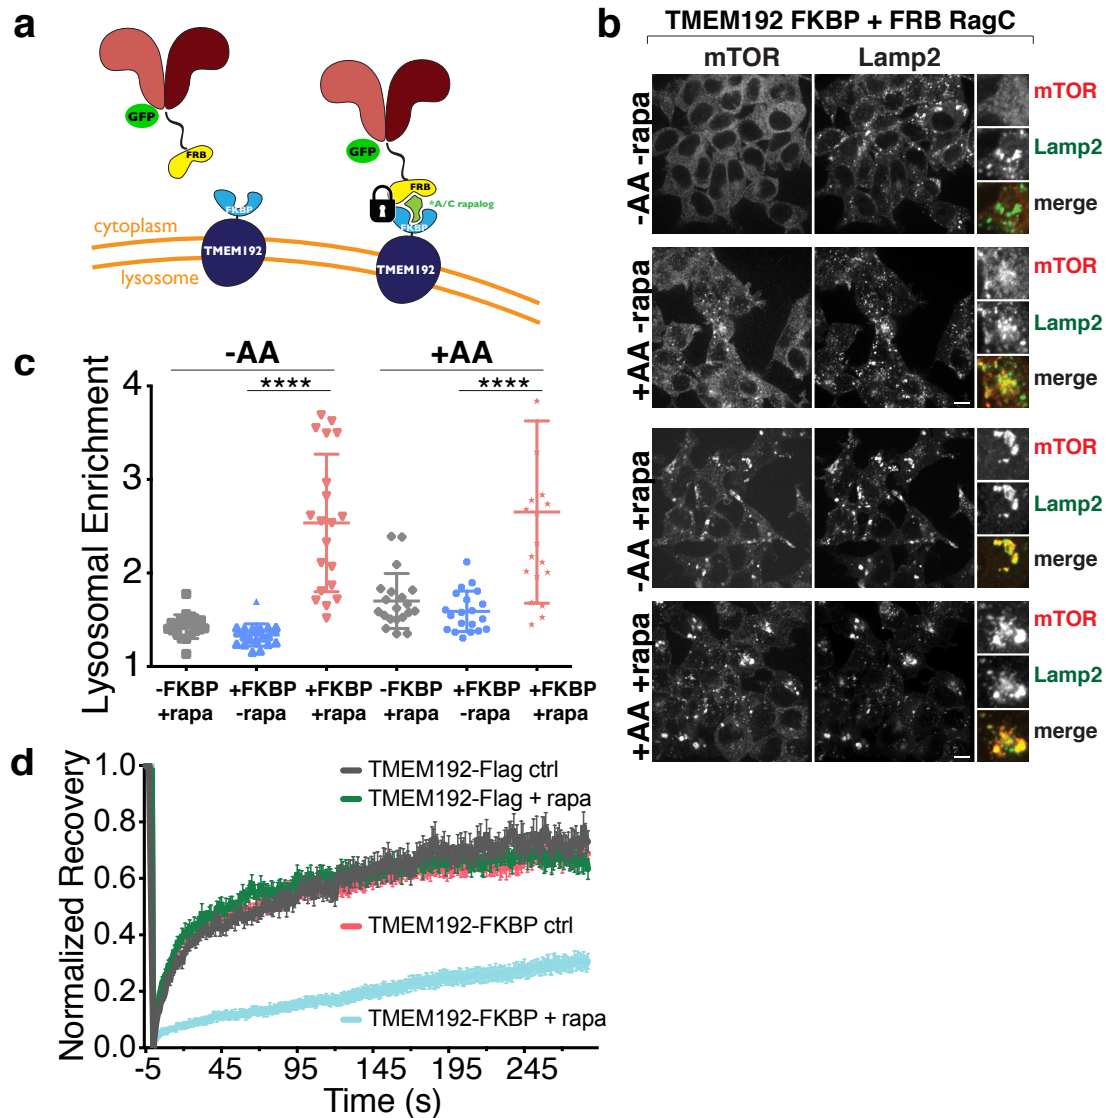 a
GFP
FRB
FKBP
cytoplasm
TMEM192
lysosome
GFP
FRB
*A/C rapalog
FKBP
TMEM192
b
TMEM192 FKBP + FRB RagC
mTOR Lamp2
-AA -rapa
mTOR
Lamp2
merge
+AA -rapa
mTOR
Lamp2
merge
-AA +rapa
mTOR
Lamp2
merge
+AA +rapa
mTOR
Lamp2
merge
c
-AA +AA
**** ****
Lysosomal Enrichment
4
3
2
1
-FKBP +FKBP +FKBP -FKBP +FKBP +FKBP
+rapa -rapa +rapa +rapa -rapa +rapa
d
Normalized Recovery
1.0
0.8
0.6
0.4
0.2
0.0
TMEM192-Flag ctrl
TMEM192-Flag + rapa
TMEM192-FKBP ctrl
TMEM192-FKBP + rapa
-5 45 95 145 195 245
Time (s)